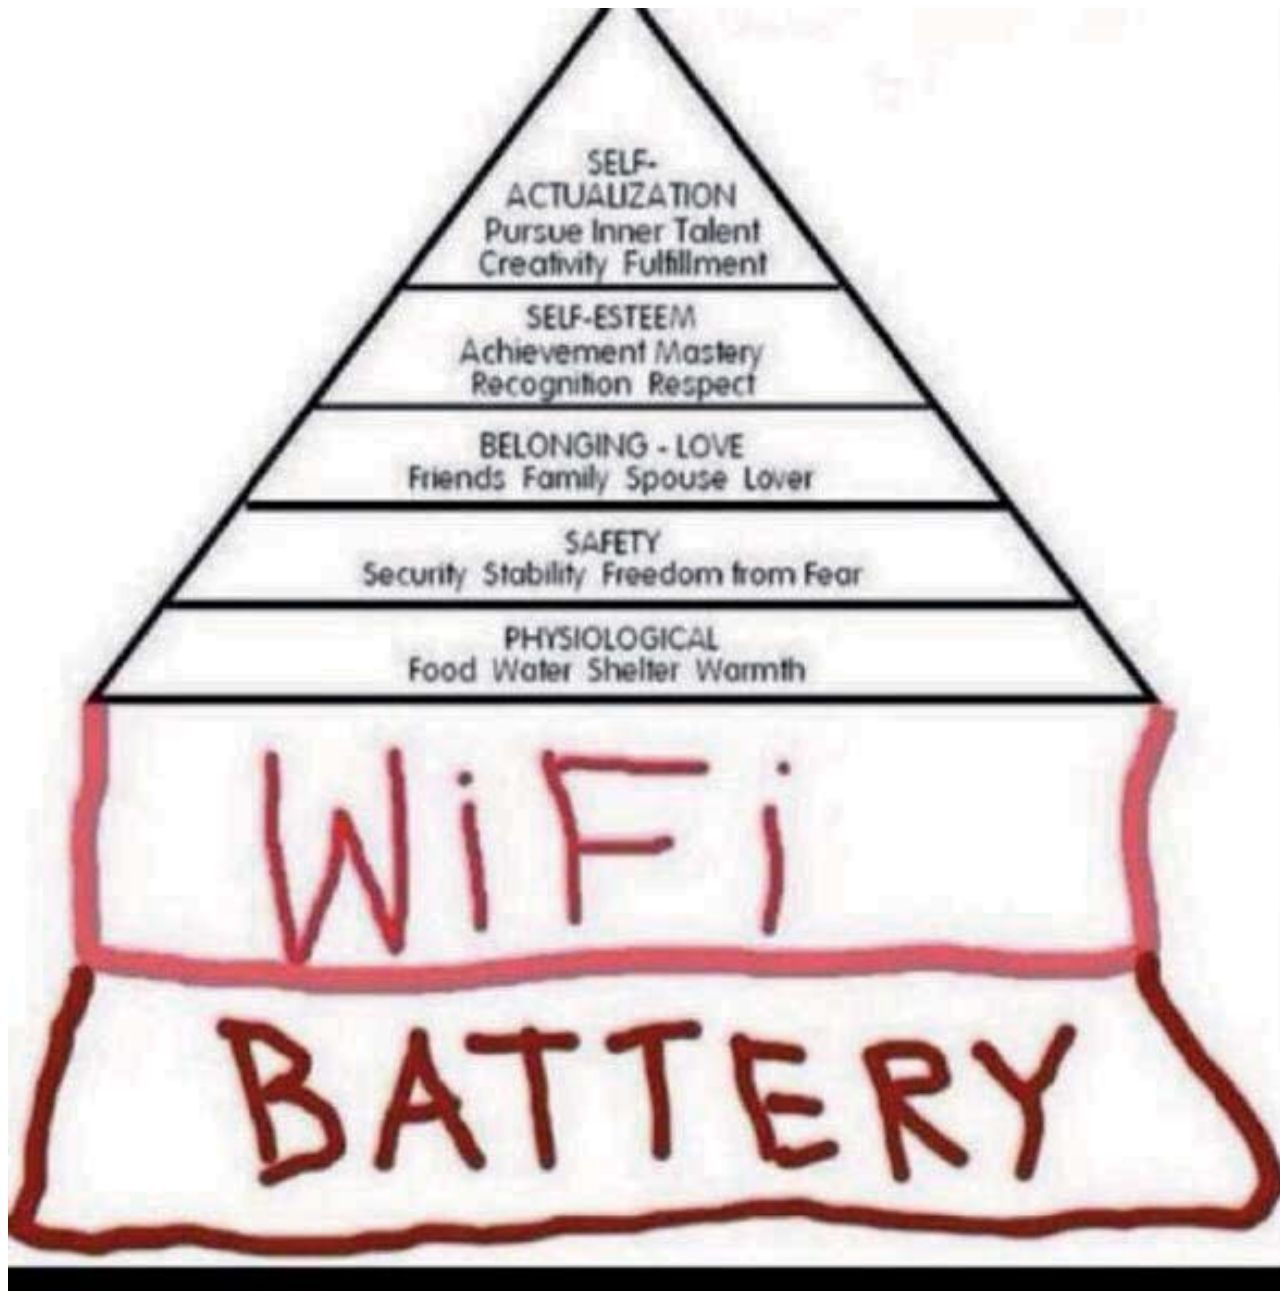 SELF-
ACTUALIZATION
Pursue Inner Talent
Creativity Fulfillment
SELF-ESTEEM
Achievement Mastery
Recognition Respect
BELONGING - LOVE
Friends Family Spouse Lover
SAFETY
Security Stability Freedom from Fear
PHYSIOLOGICAL
Food Water Shelter Warmth
WiFi
BATTERY